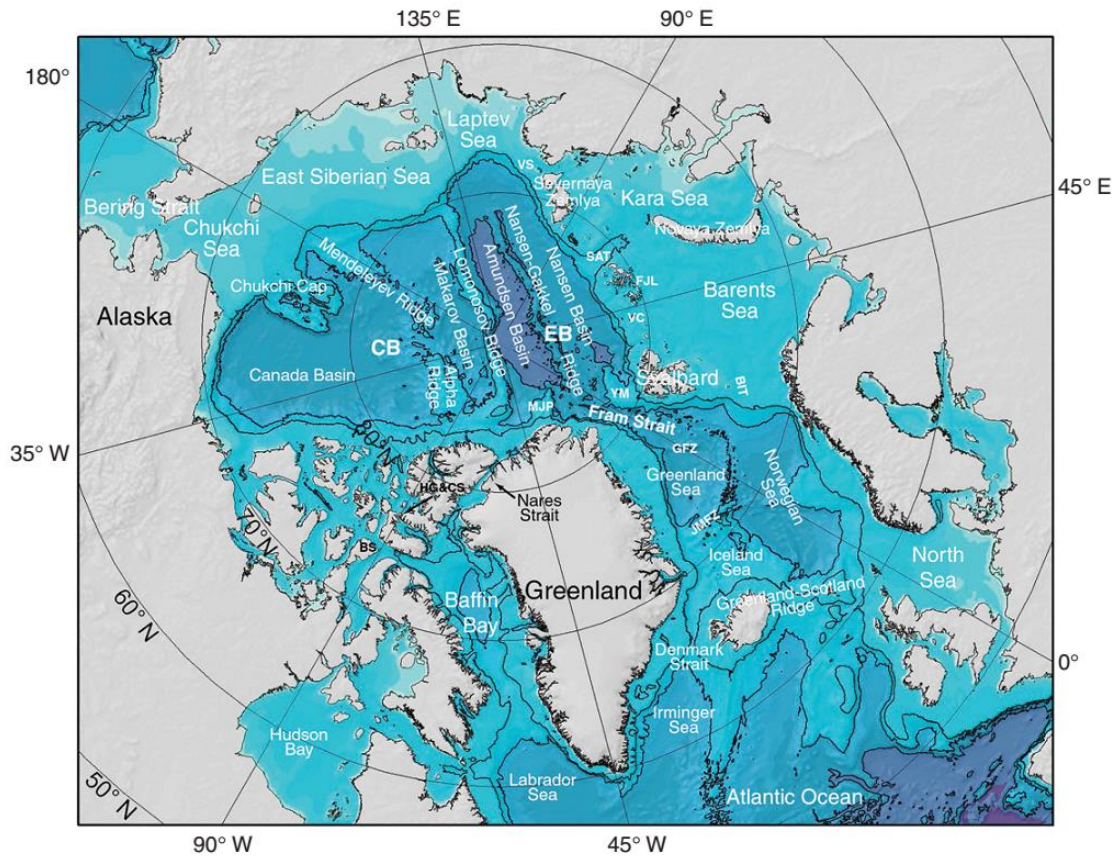 135° E
90° E
180°
Laptev
Sea
VS
Severnaya
Zemlya
East Siberian Sea
Kara Sea
45° E
Bering Strait
Chukchi
Sea
Novaya Zemlya
Mendeleyev Ridge
Nansen-Gakkel
Ridge
Nansen Basin
SAT
Amundsen Basin
Lomonosov Ridge
Makarov Basin
FJL
Chukchi Cap
Barents
Sea
Alaska
VC
EB
CB
Canada Basin
Alpha
Ridge
Svalbard
BIT
YM
MJP
Fram Strait
80° N
35° W
GFZ
Greenland
Sea
Norwegian
Sea
HG&CS
Nares
Strait
70° N
JMFZ
BS
Iceland
Sea
North
Sea
Greenland
Greenland-Scotland
Ridge
60° N
Baffin
Bay
Denmark
Strait
0°
Irminger
Sea
Hudson
Bay
Labrador
Sea
Atlantic Ocean
50° N
90° W
45° W